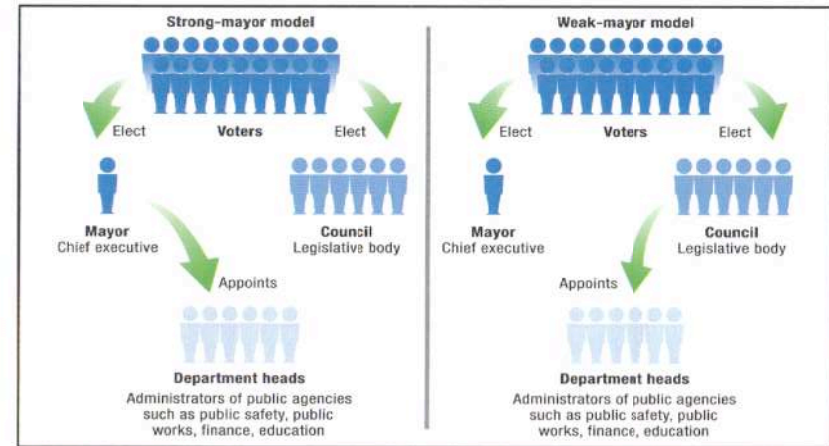 Strong-mayor model
Elect
Voters
Elect
Mayor
Chief executive
Council
Legislative body
Appoints
Department heads
Administrators of public agencies
such as public safety, public
works, finance, education
Weak-mayor model
Elect
Voters
Elect
Mayor
Chief executive
Council
Legislative body
Appoints
Department heads
Administrators of public agencies
such as public safety, public
works, finance, education